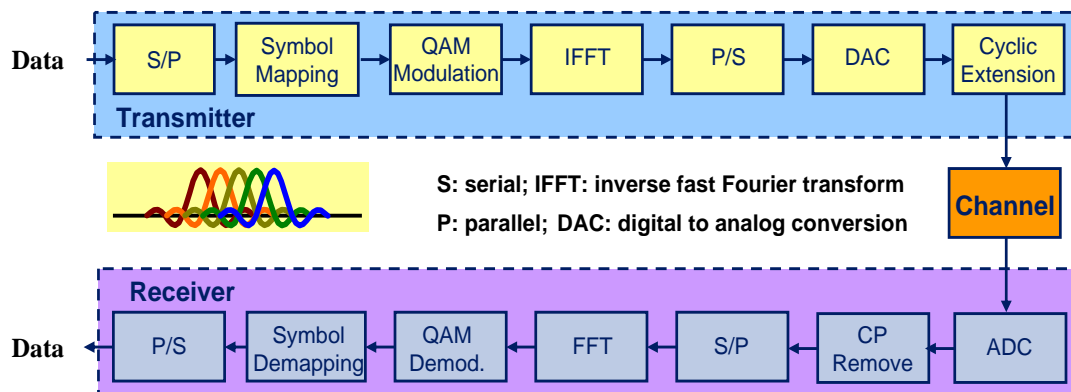 Data
S/P
Symbol
Mapping
QAM
Modulation
IFFT
P/S
DAC
Cyclic
Extension
Transmitter
S: serial; IFFT: inverse fast Fourier transform
P: parallel; DAC: digital to analog conversion
Channel
Receiver
Data
P/S
Symbol
Demapping
QAM
Demod.
FFT
S/P
CP
Remove
ADC